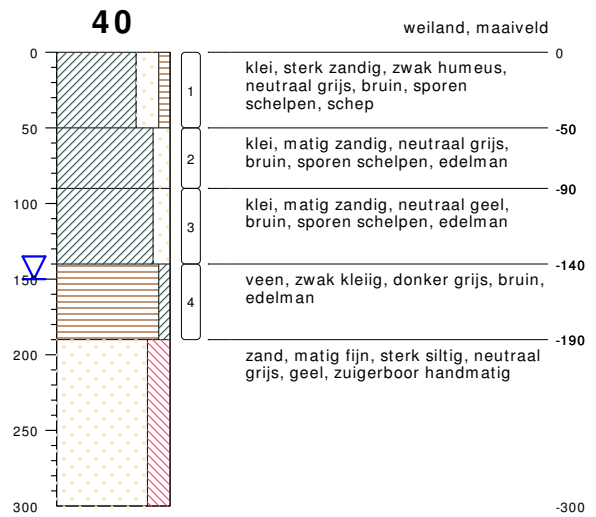 40
weiland, maaiveld
0
0
klei, sterk zandig, zwak humeus,
neutraal grijs, bruin, sporen
schelpen, schep
1
50
-50
klei, matig zandig, neutraal grijs,
bruin, sporen schelpen, edelman
2
-90
100
klei, matig zandig, neutraal geel,
bruin, sporen schelpen, edelman
3
-140
150
veen, zwak kleiig, donker grijs, bruin,
edelman
4
-190
200
zand, matig fijn, sterk siltig, neutraal
grijs, geel, zuigerboor handmatig
250
300
-300